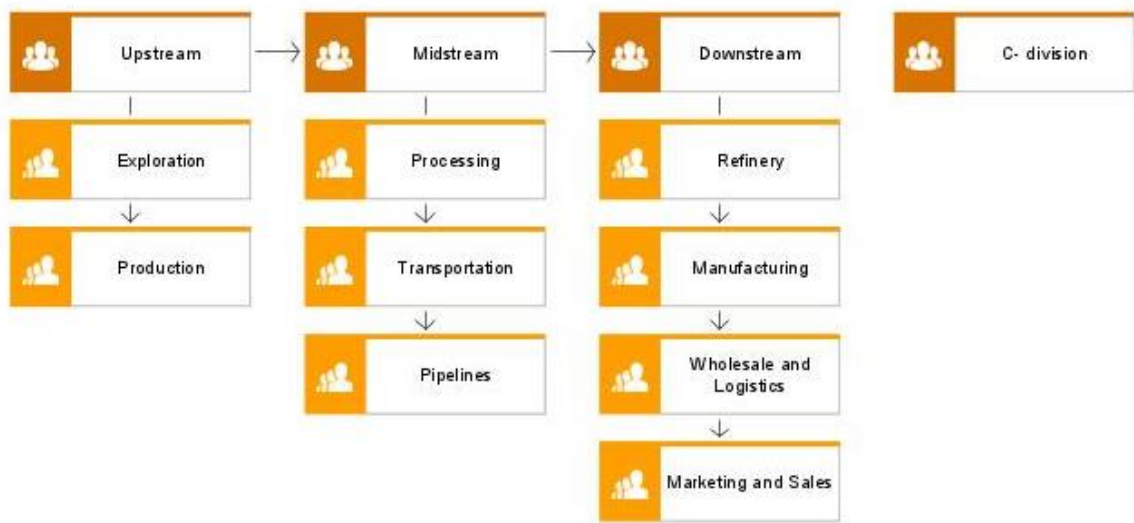 Upstream
Midstream
Downstream
C- division
Exploration
Processing
Refinery
Production
Transportation
Manufacturing
Pipelines
Wholesale and
Logistics
Marketing and Sales